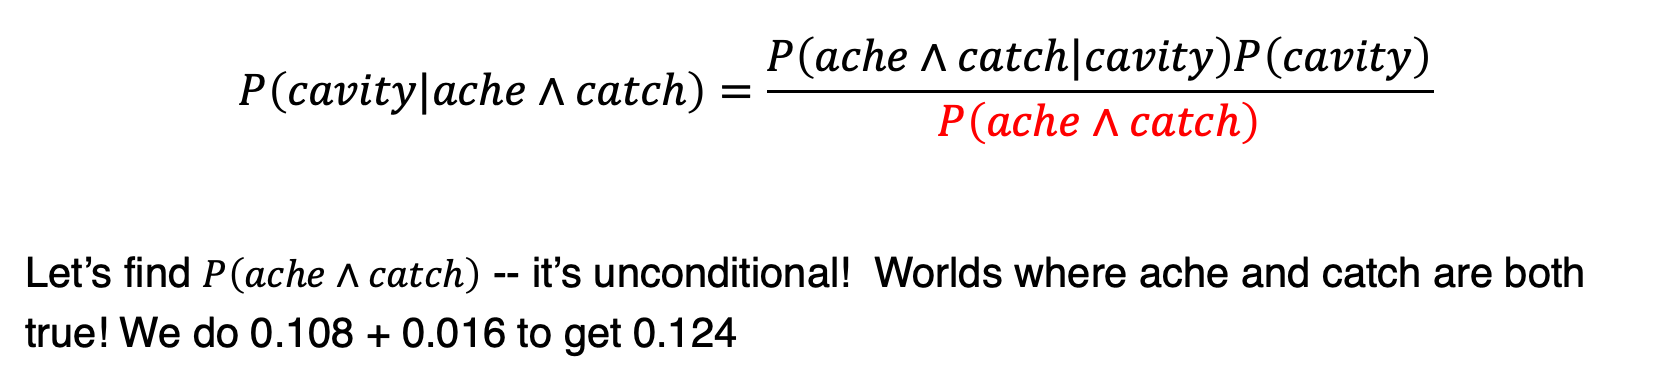 P(cavity|ache ∧ catch) = P(ache ∧ catch|cavity)P(cavity) / P(ache ∧ catch)
Let’s find P(ache ∧ catch) -- it’s unconditional!  Worlds where ache and catch are both
true! We do 0.108 + 0.016 to get 0.124